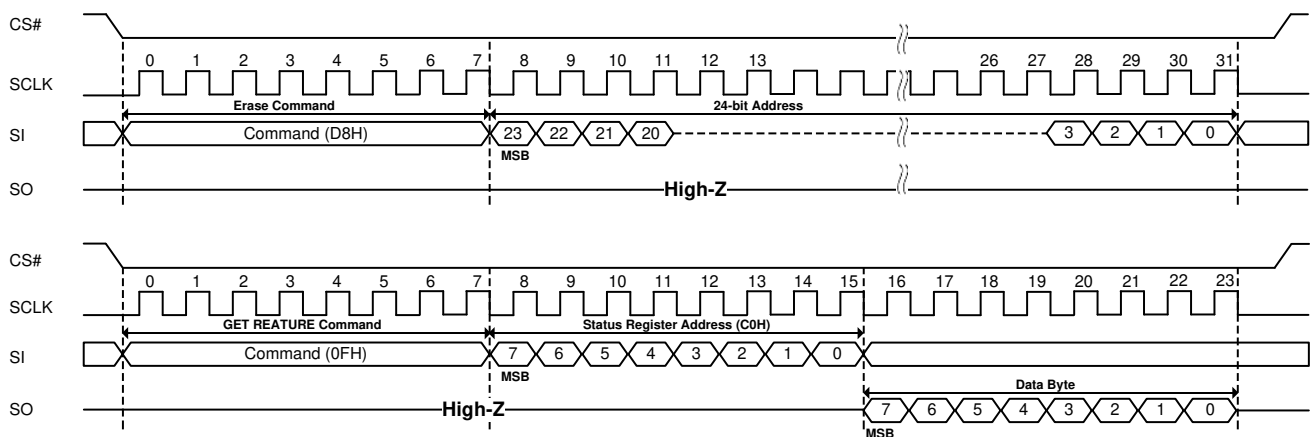 CS#
0 1 2 3 4 5 6 7 8 9 10 11 12 13 26 27 28 29 30 31
SCLK
Erase Command 24-bit Address
SI Command (D8H) 23 22 21 20 3 2 1 0
MSB
SO High-Z
CS#
0 1 2 3 4 5 6 7 8 9 10 11 12 13 14 15 16 17 18 19 20 21 22 23
SCLK
GET REATURE Command Status Register Address (C0H)
SI Command (0FH) 7 6 5 4 3 2 1 0
MSB Data Byte
SO High-Z 7 6 5 4 3 2 1 0
MSB